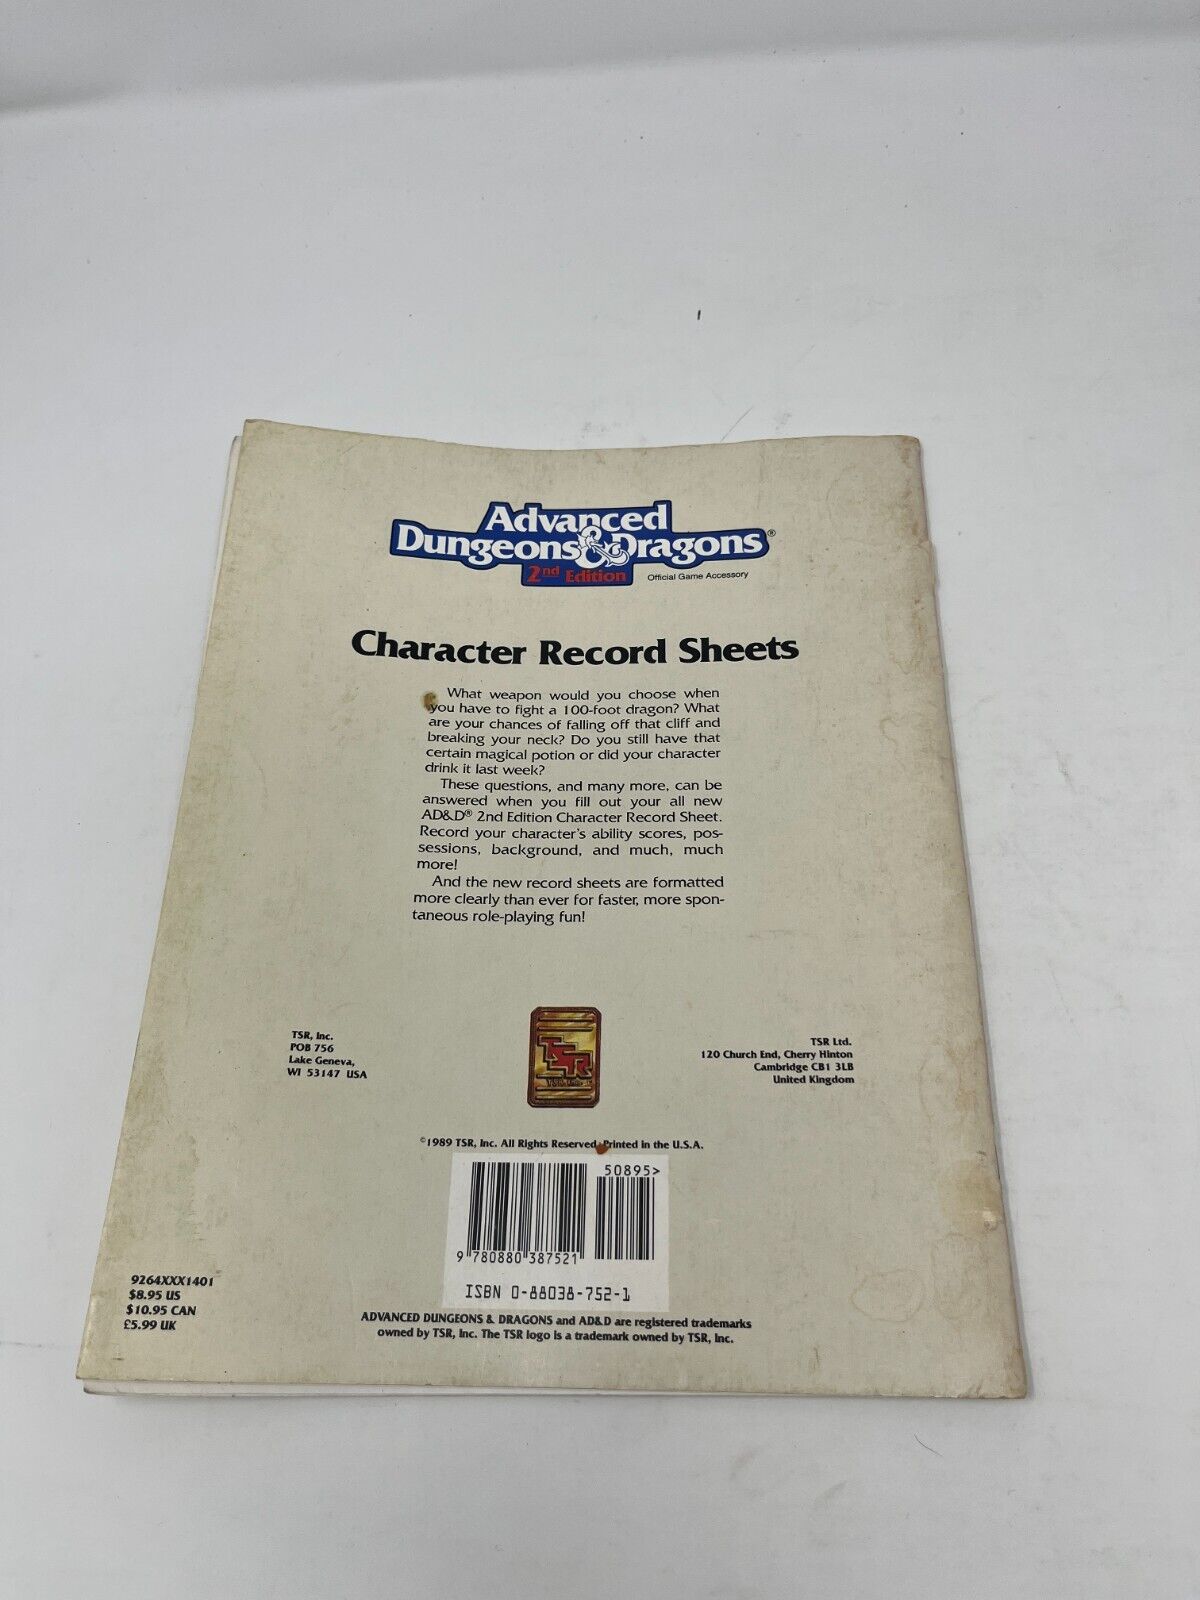 Advanced
Dungeons & Dragons®
2nd Edition
Official Game Accessory
Character Record Sheets
What weapon would you choose when
you have to fight a 100-foot dragon? What
are your chances of falling off that cliff and
breaking your neck? Do you still have that
certain magical potion or did your character
drink it last week?
These questions, and many more, can be
answered when you fill out your all new
AD&D® 2nd Edition Character Record Sheet.
Record your character's ability scores, pos-
sessions, background, and much, much
more!
And the new record sheets are formatted
more clearly than ever for faster, more spon-
taneous role-playing fun!
TSR, Inc.
POB 756
Lake Geneva,
WI 53147 USA
TSR
TSR Ltd.
120 Church End, Cherry Hinton
Cambridge CB1 3LB
United Kingdom
©1989 TSR, Inc. All Rights Reserved. Printed in the U.S.A.
50895>
9 780880 387521
ISBN 0-88038-752-1
9264XXX1401
$8.95 US
$10.95 CAN
£5.99 UK
ADVANCED DUNGEONS & DRAGONS and AD&D are registered trademarks
owned by TSR, Inc. The TSR logo is a trademark owned by TSR, Inc.